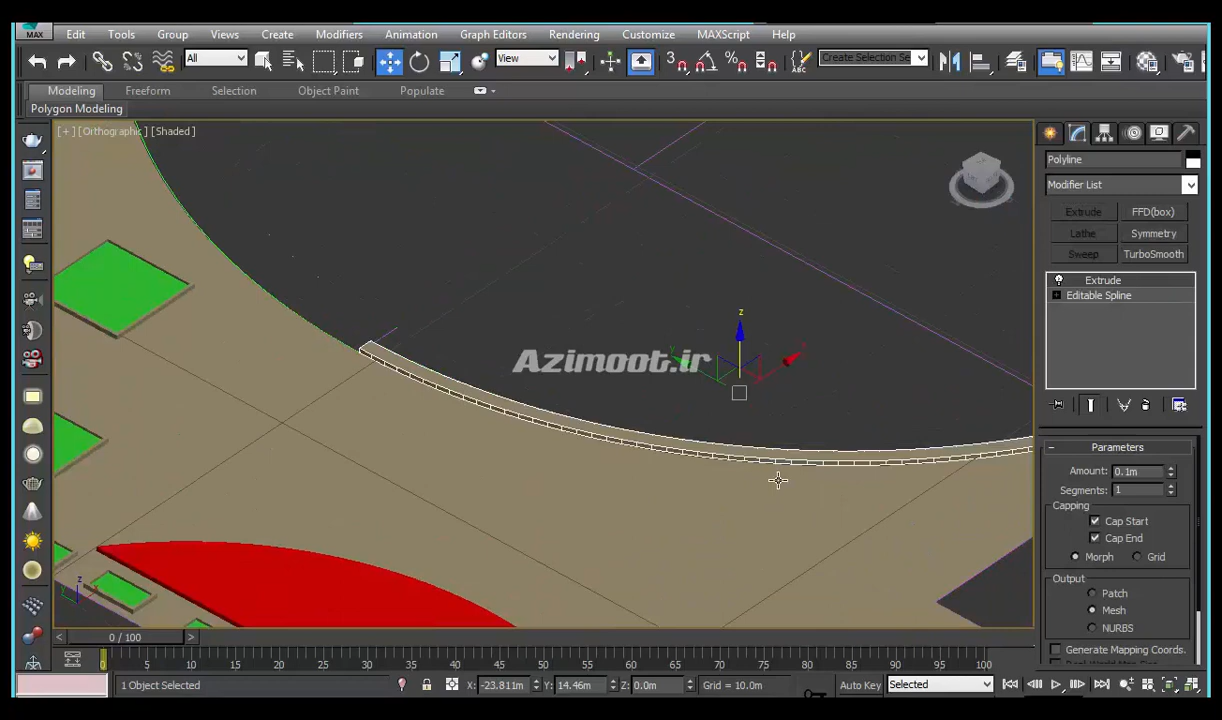 MAX Edit Tools Group Views Create Modifiers Animation Graph Editors Rendering Customize MAXScript Help
All View 3 Create Selection Se
Modeling Freeform Selection Object Paint Populate
Polygon Modeling
[+] [Orthographic] [Shaded]
Polyline
Modifier List
Extrude FFD(box)
Lathe Symmetry
Sweep TurboSmooth
Extrude
Editable Spline
Azimoot.ir
z
Parameters
Amount: 0.1m
Segments: 1
Capping
Cap Start
Cap End
Morph Grid
Output
Patch
Mesh
NURBS
Generate Mapping Coords.
z
< 0 / 100 >
0 5 10 15 20 25 30 35 40 45 50 55 60 65 70 75 80 85 90 95 100
1 Object Selected X: -23.811m Y: 14.46m Z: 0.0m Grid = 10.0m Auto Key Selected